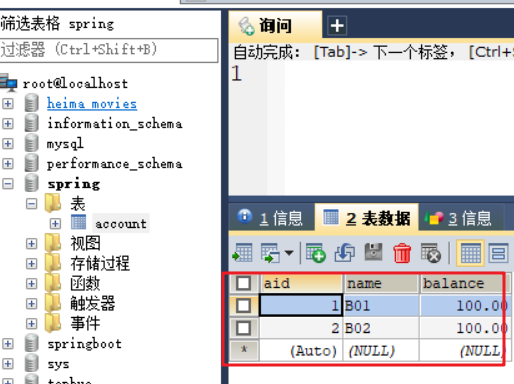 筛选表格 spring
过滤器 (Ctrl+Shift+B)
root@localhost
heima_movies
information_schema
mysql
performance_schema
spring
表
account
视图
存储过程
函数
触发器
事件
springboot
sys
询问
自动完成: [Tab]-> 下一个标签, [Ctrl+S
1
1 信息
2 表数据
3 信息
aid name balance
1 B01 100.00
2 B02 100.00
* (Auto) (NULL) (NULL)